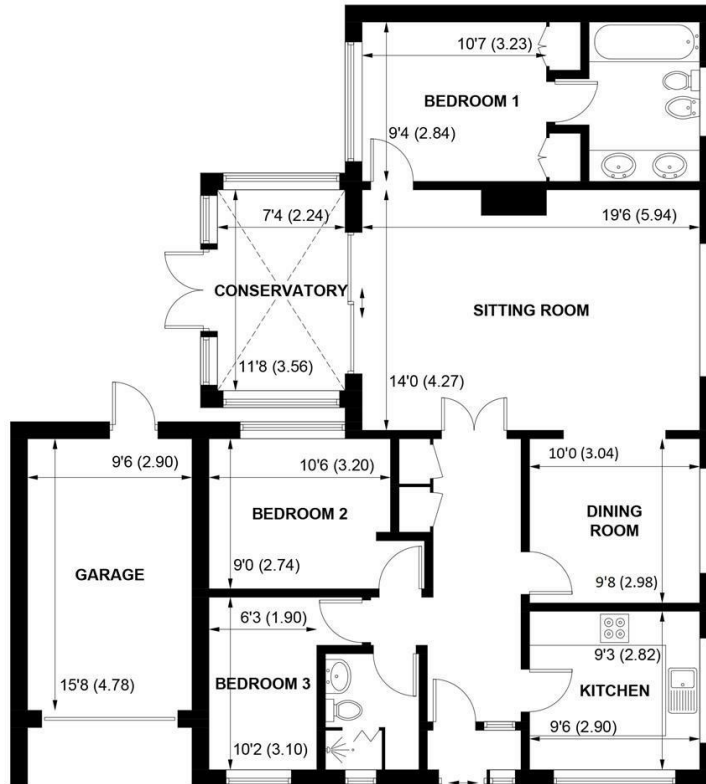 10'7 (3.23)
BEDROOM 1
9'4 (2.84)
7'4 (2.24)
19'6 (5.94)
CONSERVATORY
SITTING ROOM
11'8 (3.56)
14'0 (4.27)
9'6 (2.90)
10'6 (3.20)
10'0 (3.04)
BEDROOM 2
DINING
ROOM
GARAGE
9'0 (2.74)
9'8 (2.98)
6'3 (1.90)
9'3 (2.82)
15'8 (4.78)
BEDROOM 3
KITCHEN
10'2 (3.10)
9'6 (2.90)